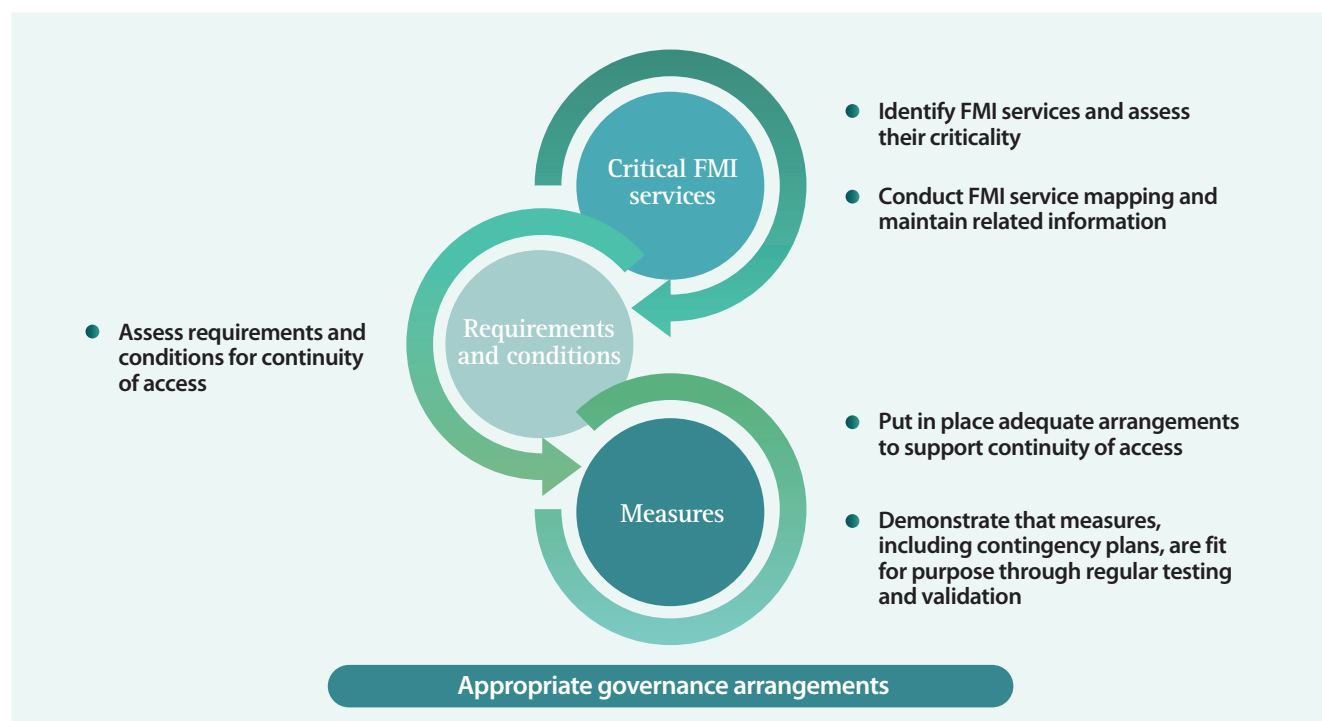 Critical FMI
services
Identify FMI services and assess
their criticality
Conduct FMI service mapping and
maintain related information
Requirements
and conditions
Assess requirements and
conditions for continuity
of access
Measures
Put in place adequate arrangements
to support continuity of access
Demonstrate that measures,
including contingency plans, are fit
for purpose through regular testing
and validation
Appropriate governance arrangements